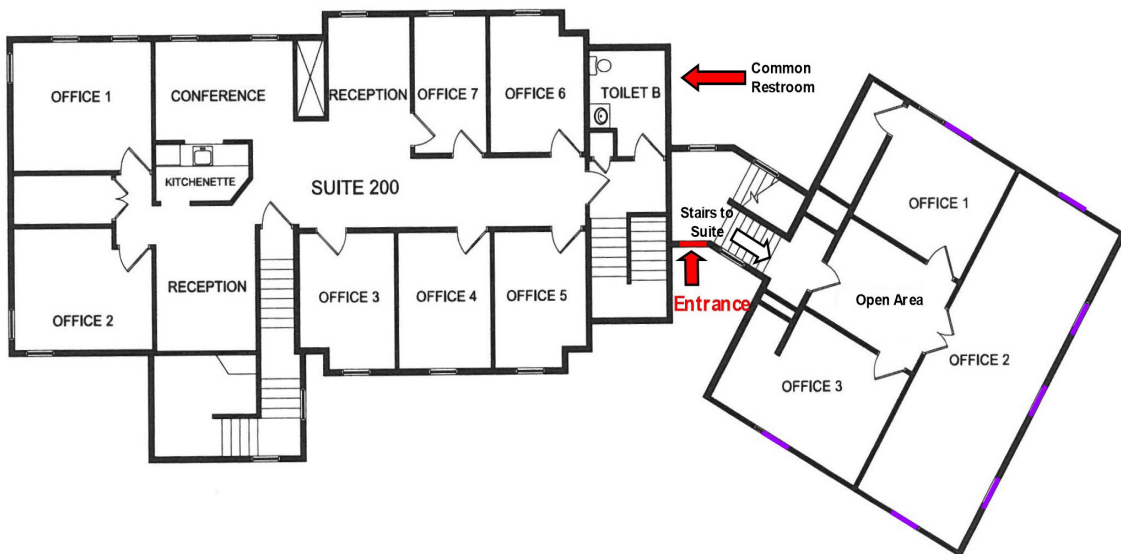 OFFICE 1
CONFERENCE
RECEPTION
OFFICE 7
OFFICE 6
TOILET B
Common
Restroom
KITCHENETTE
SUITE 200
OFFICE 2
RECEPTION
OFFICE 3
OFFICE 4
OFFICE 5
Stairs to
Suite
Entrance
OFFICE 1
Open Area
OFFICE 2
OFFICE 3